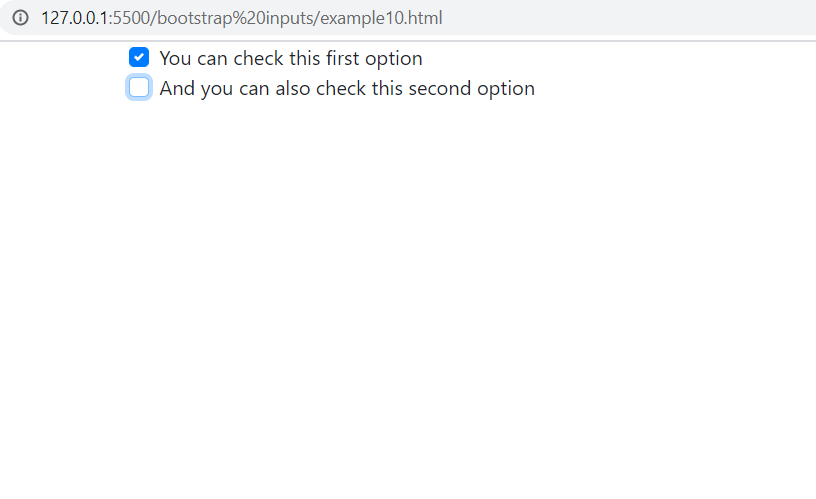 127.0.0.1:5500/bootstrap%20inputs/example10.html
You can check this first option
And you can also check this second option